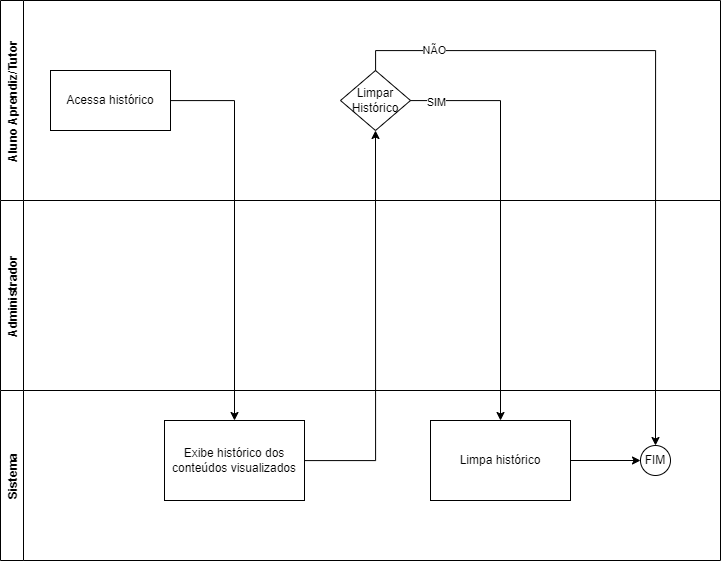 Aluno Aprendiz/Tutor
Acessa histórico
Limpar
Histórico
NÃO
SIM
Administrador
Sistema
Exibe histórico dos
conteúdos visualizados
Limpa histórico
FIM